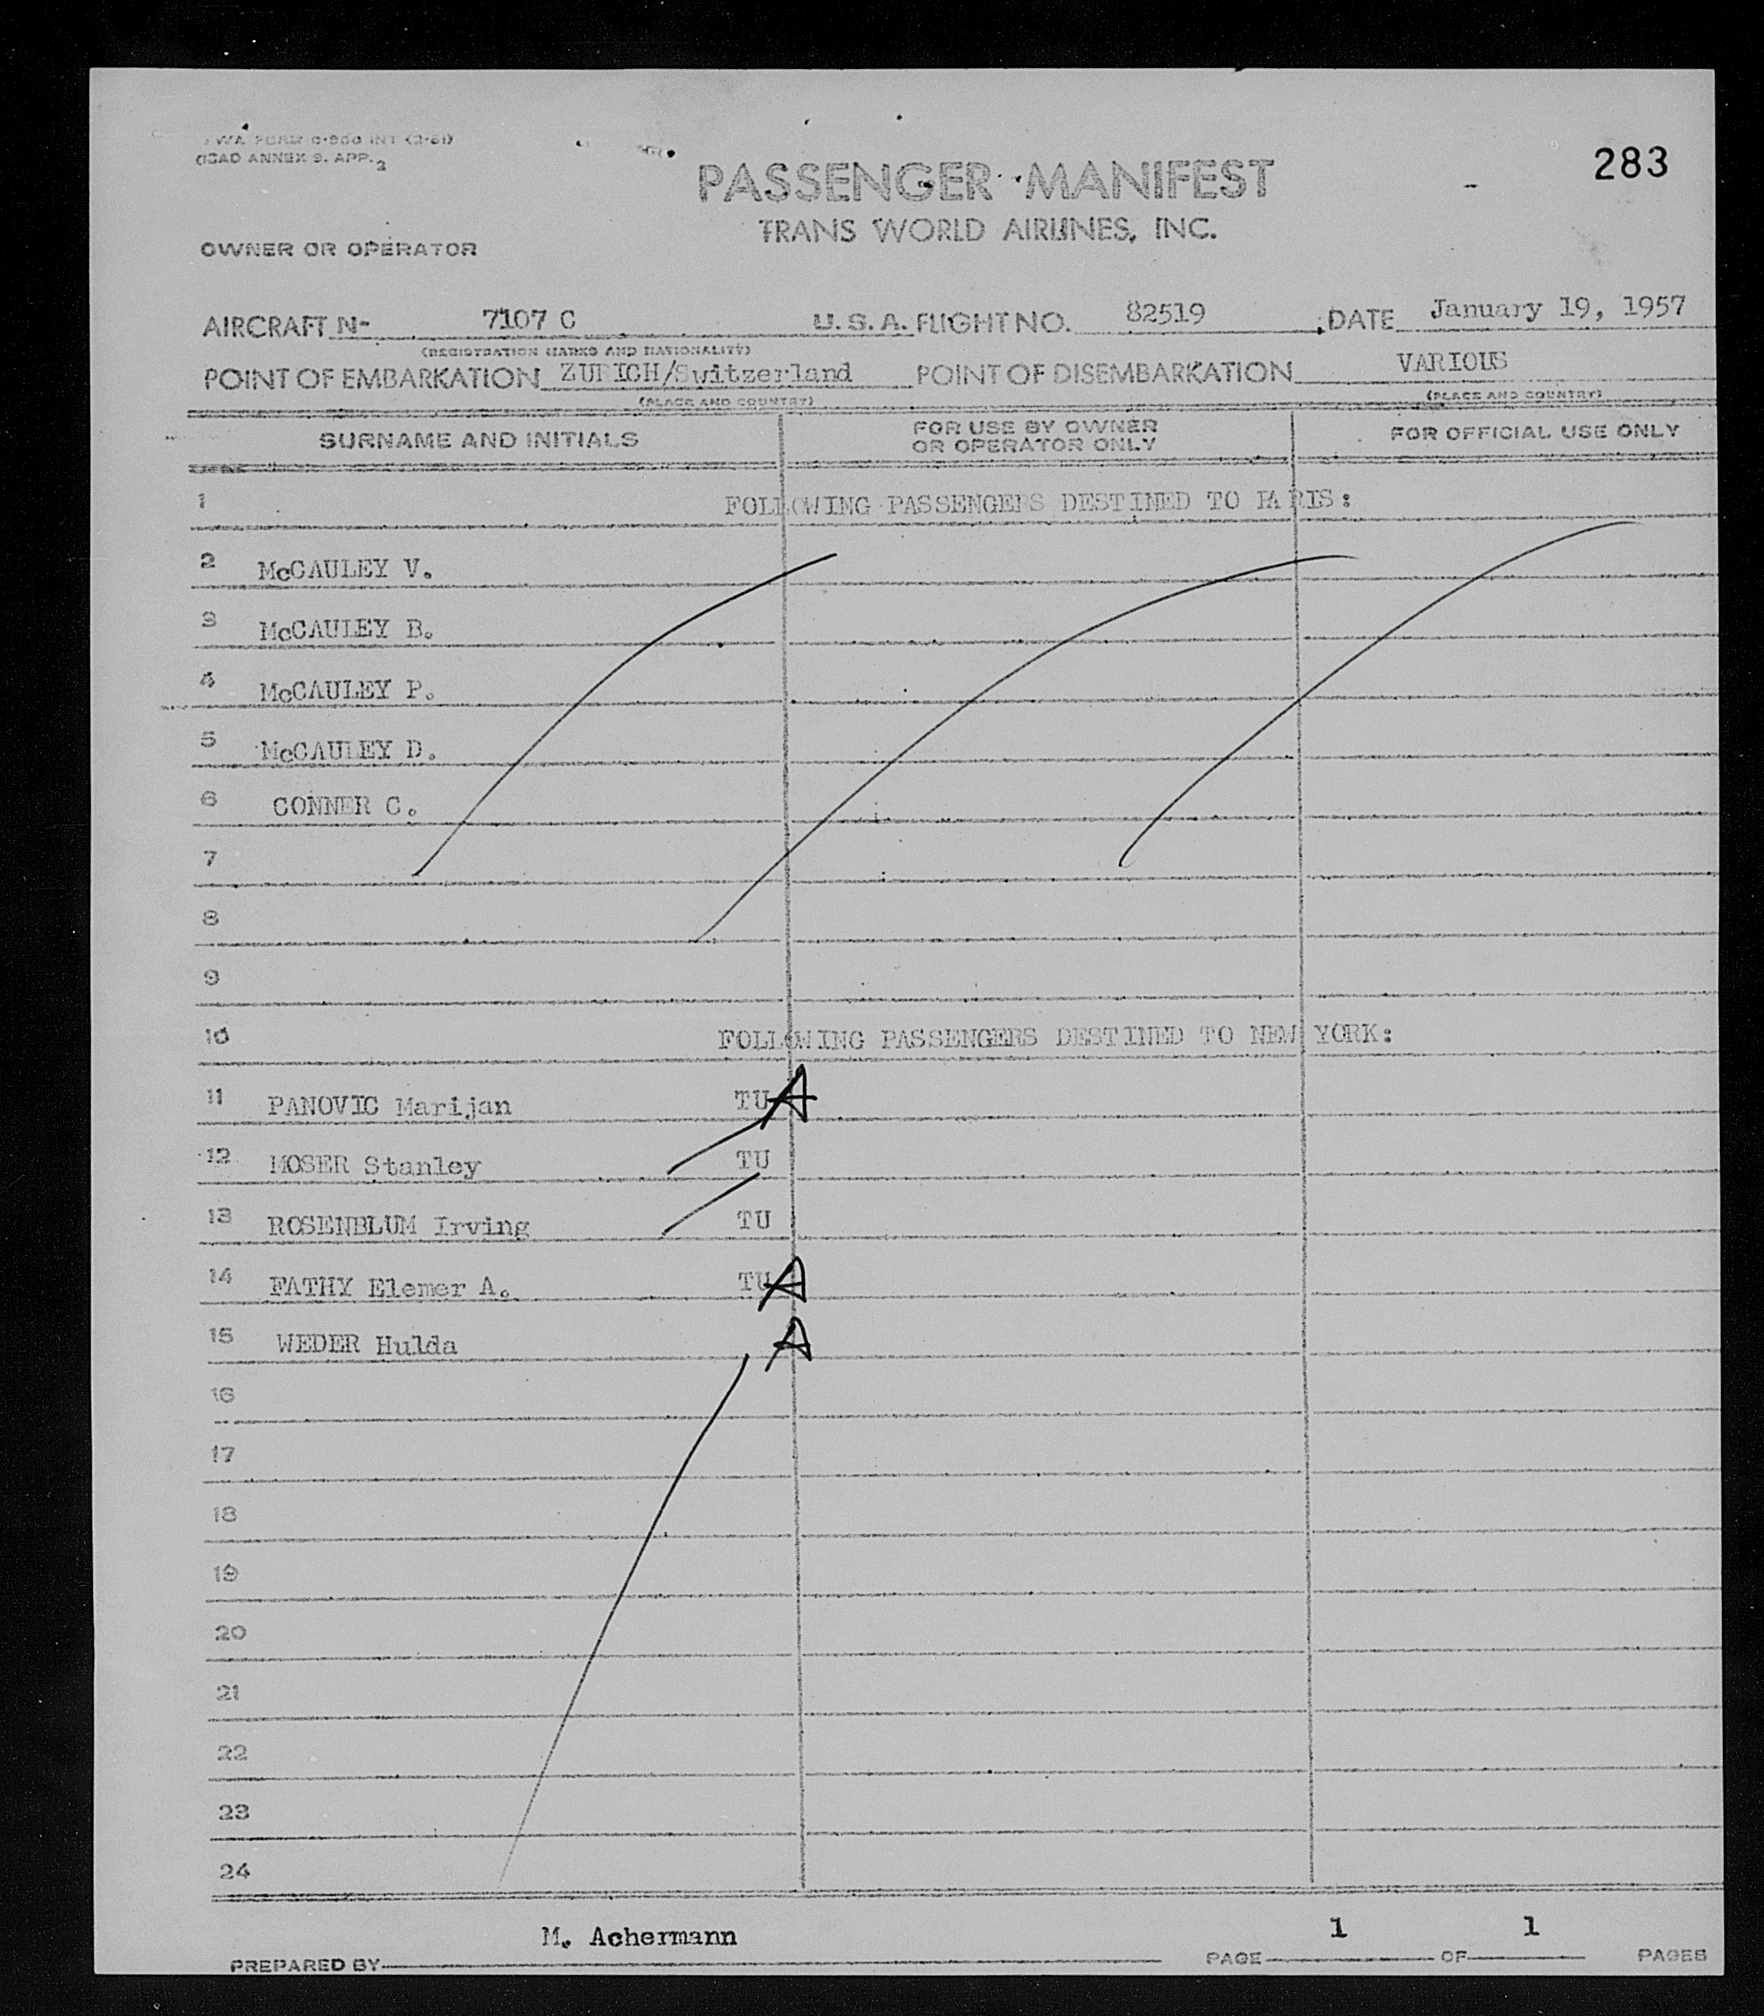 TWA FORM 0-900 INT (2-51)
(ICAO ANNEX 9. APP. 3
283
PASSENGER MANIFEST
TRANS WORLD AIRLINES, INC.
OWNER OR OPERATOR
AIRCRAFT N- 7107 C U. S. A. FLIGHT NO. 82519 DATE January 19, 1957
(REGISTRATION MARKS AND NATIONALITY)
POINT OF EMBARKATION ZURICH/Switzerland POINT OF DISEMBARKATION VARIOUS
(PLACE AND COUNTRY) (PLACE AND COUNTRY)
SURNAME AND INITIALS FOR USE BY OWNER OR OPERATOR ONLY FOR OFFICIAL USE ONLY
1 FOLLOWING PASSENGERS DESTINED TO PARIS:
2 McCAULEY V.
3 McCAULEY B.
4 McCAULEY P.
5 McCAULEY D.
6 CONNER C.
7
8
9
10 FOLLOWING PASSENGERS DESTINED TO NEW YORK:
11 PANOVIC Marijan TU A
12 MOSER Stanley TU
13 ROSENBLUM Irving TU
14 FATHY Elemer A. TU A
15 WEDER Hulda A
16
17
18
19
20
21
22
23
24
PREPARED BY M. Achermann PAGE 1 OF 1 PAGES